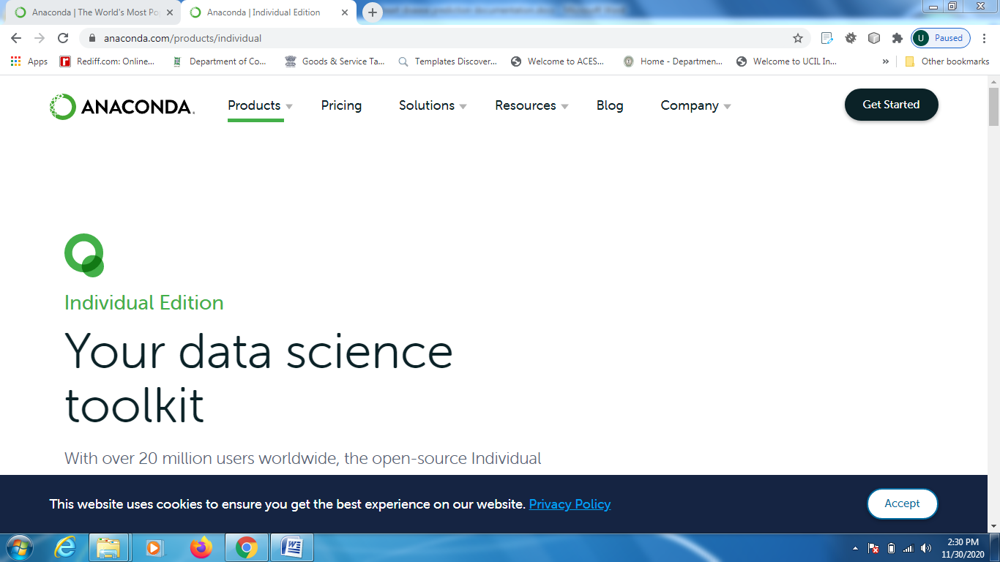 Anaconda | The World's Most Po
Anaconda | Individual Edition
anaconda.com/products/individual
U Paused
Apps
Rediff.com: Online...
Department of Co...
Goods & Service Ta...
Templates Discover...
Welcome to ACES...
Home - Departmen...
Welcome to UCIL In...
»
Other bookmarks
ANACONDA.
Products
Pricing
Solutions
Resources
Blog
Company
Get Started
Individual Edition
Your data science
toolkit
With over 20 million users worldwide, the open-source Individual
This website uses cookies to ensure you get the best experience on our website. Privacy Policy
Accept
2:30 PM
11/30/2020